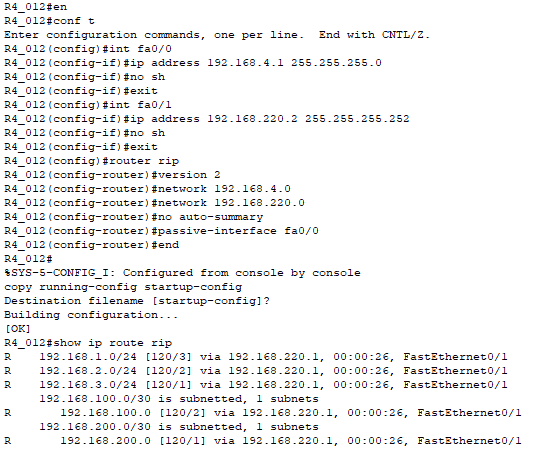 R4_012#en
R4_012#conf t
Enter configuration commands, one per line.  End with CNTL/Z.
R4_012(config)#int fa0/0
R4_012(config-if)#ip address 192.168.4.1 255.255.255.0
R4_012(config-if)#no sh
R4_012(config-if)#exit
R4_012(config)#int fa0/1
R4_012(config-if)#ip address 192.168.220.2 255.255.255.252
R4_012(config-if)#no sh
R4_012(config-if)#exit
R4_012(config)#router rip
R4_012(config-router)#version 2
R4_012(config-router)#network 192.168.4.0
R4_012(config-router)#network 192.168.220.0
R4_012(config-router)#no auto-summary
R4_012(config-router)#passive-interface fa0/0
R4_012(config-router)#end
R4_012#
%SYS-5-CONFIG_I: Configured from console by console
copy running-config startup-config
Destination filename [startup-config]?
Building configuration...
[OK]
R4_012#show ip route rip
R    192.168.1.0/24 [120/3] via 192.168.220.1, 00:00:26, FastEthernet0/1
R    192.168.2.0/24 [120/2] via 192.168.220.1, 00:00:26, FastEthernet0/1
R    192.168.3.0/24 [120/1] via 192.168.220.1, 00:00:26, FastEthernet0/1
     192.168.100.0/30 is subnetted, 1 subnets
R       192.168.100.0 [120/2] via 192.168.220.1, 00:00:26, FastEthernet0/1
     192.168.200.0/30 is subnetted, 1 subnets
R       192.168.200.0 [120/1] via 192.168.220.1, 00:00:26, FastEthernet0/1